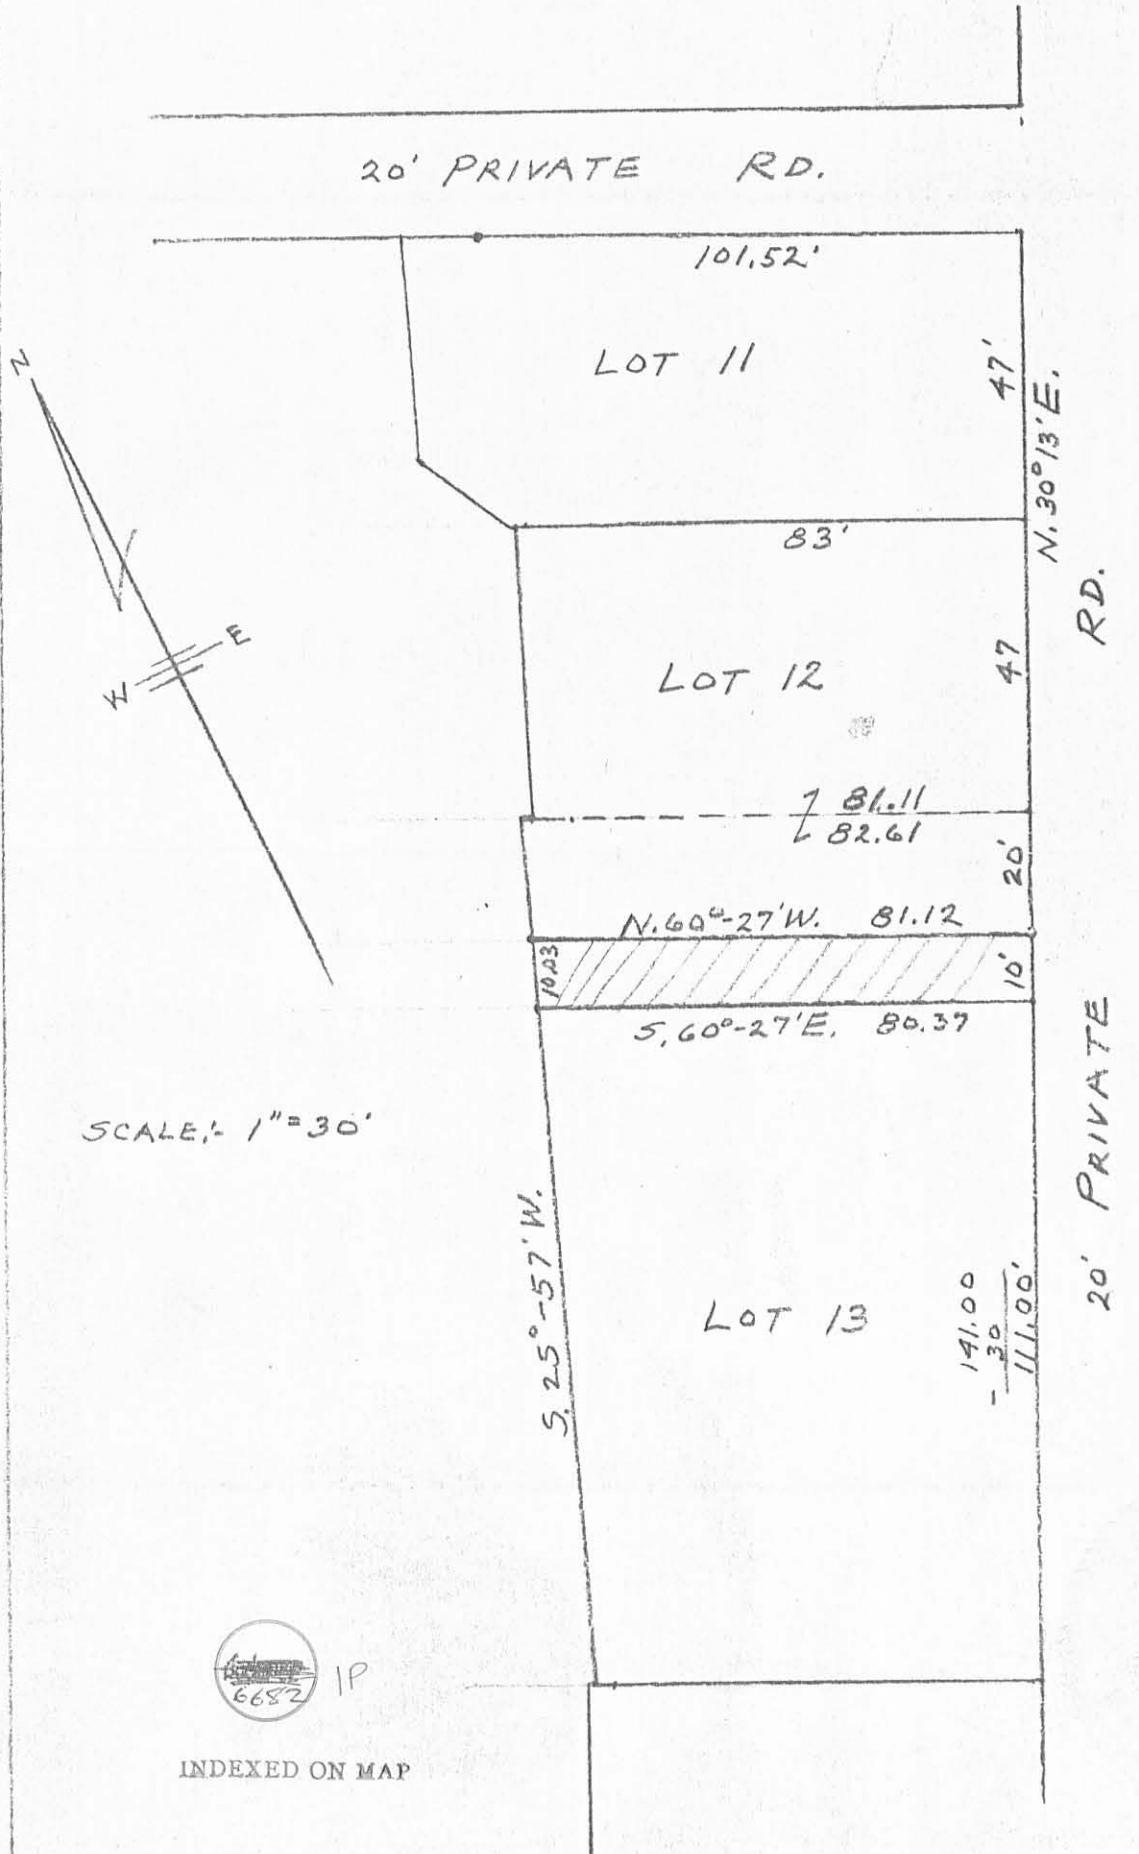 20' PRIVATE RD.
101.52'
LOT 11
47'
N. 30° 13' E.
83'
N
E
W
LOT 12
47
RD.
81.11
82.61
20'
N. 60°-27' W. 81.12
10.03
10'
S. 60°-27' E. 80.37
SCALE:- 1" = 30'
20' PRIVATE
S. 25°-57' W.
LOT 13
141.00
- 30
111.00'
6682
1P
INDEXED ON MAP